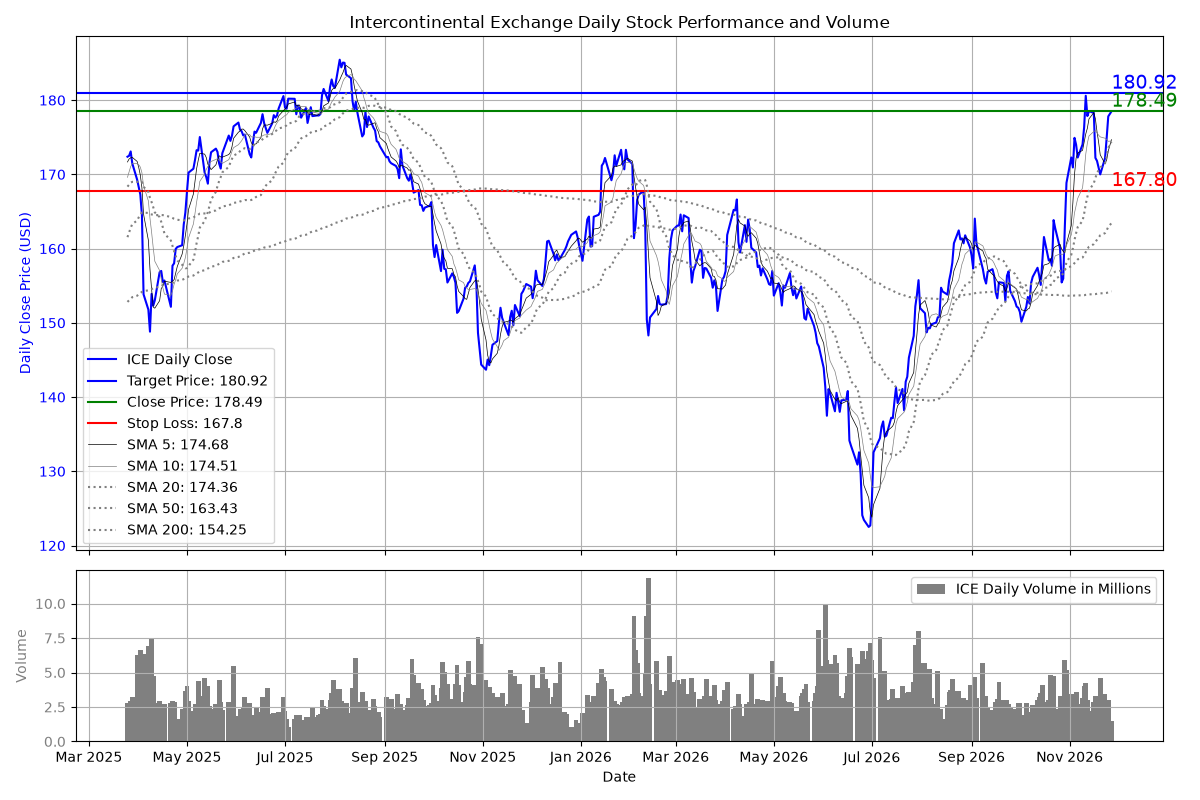 Intercontinental Exchange Daily Stock Performance and Volume
Daily Close Price (USD)
180
170
160
150
140
130
120
180.92
178.49
167.80
ICE Daily Close
Target Price: 180.92
Close Price: 178.49
Stop Loss: 167.8
SMA 5: 174.68
SMA 10: 174.51
SMA 20: 174.36
SMA 50: 163.43
SMA 200: 154.25
Volume
10.0
7.5
5.0
2.5
0.0
ICE Daily Volume in Millions
Mar 2025 May 2025 Jul 2025 Sep 2025 Nov 2025 Jan 2026 Mar 2026 May 2026 Jul 2026 Sep 2026 Nov 2026
Date